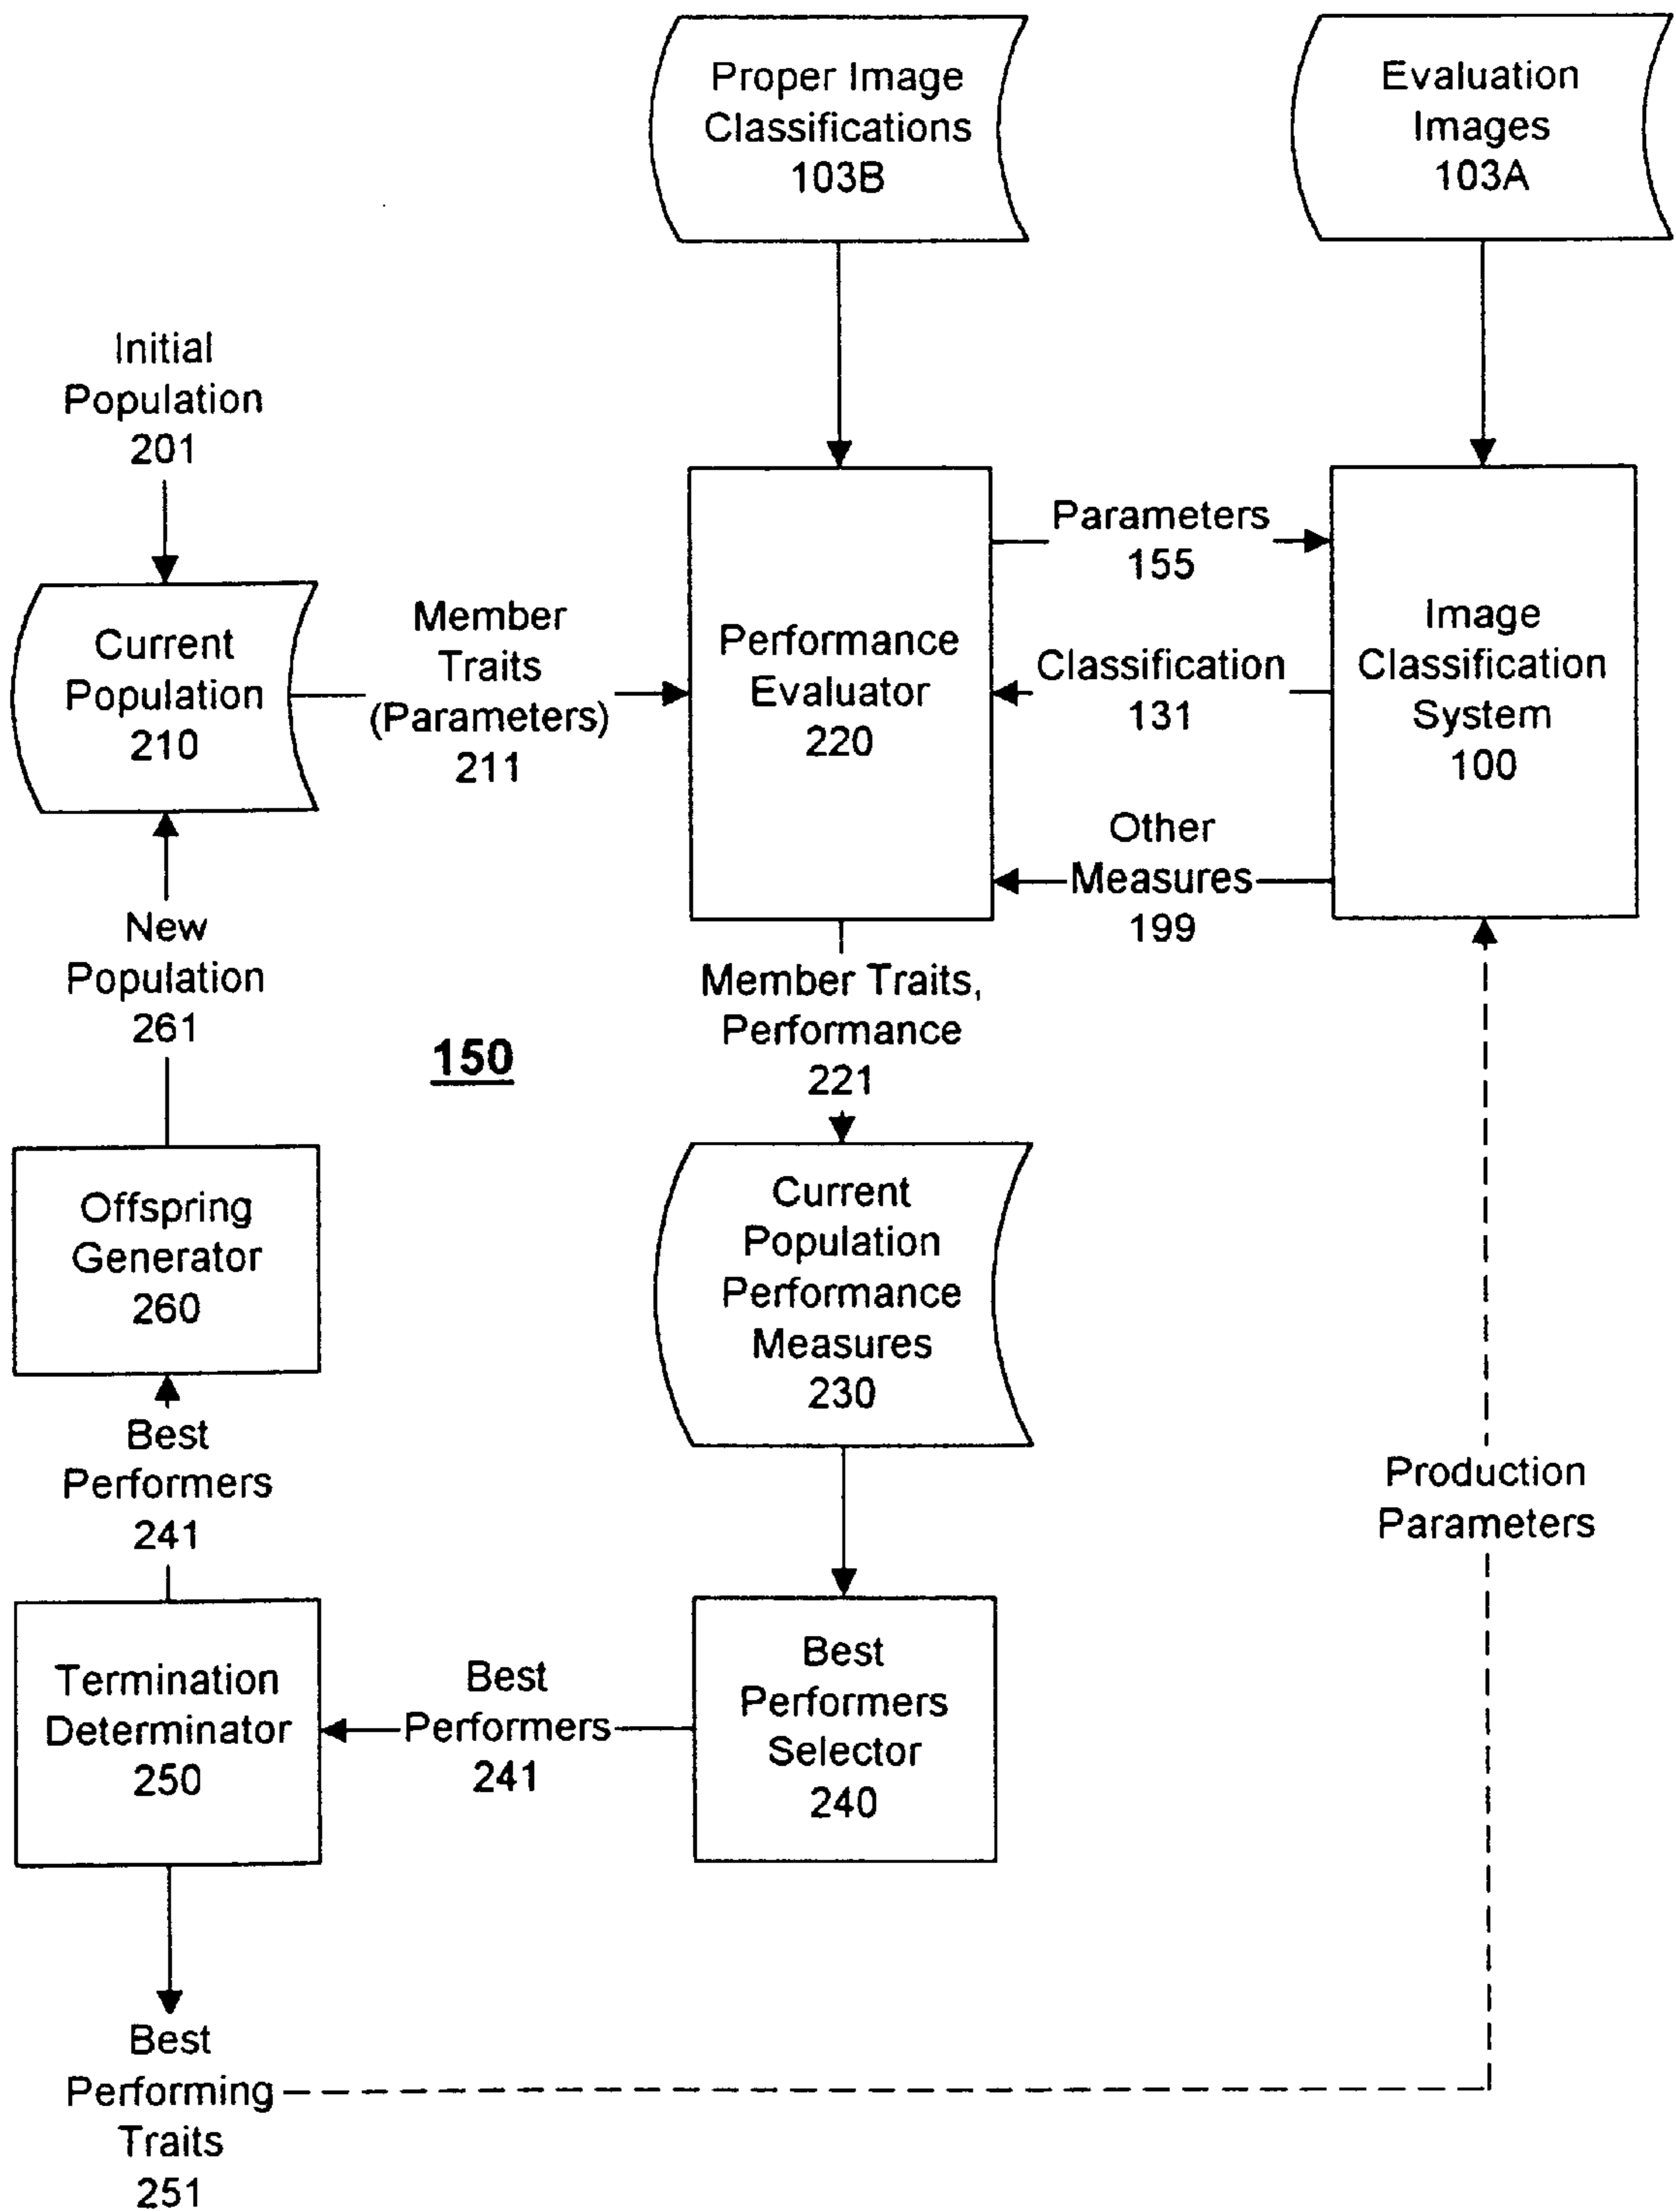 Proper Image
Classifications
103B
Evaluation
Images
103A
Initial
Population
201
Current
Population
210
Member
Traits
(Parameters)
211
Performance
Evaluator
220
Parameters
155
Classification
131
Other
Measures
199
Image
Classification
System
100
New
Population
261
150
Member Traits,
Performance
221
Offspring
Generator
260
Current
Population
Performance
Measures
230
Best
Performers
241
Production
Parameters
Termination
Determinator
250
Best
Performers
241
Best
Performers
Selector
240
Best
Performing
Traits
251